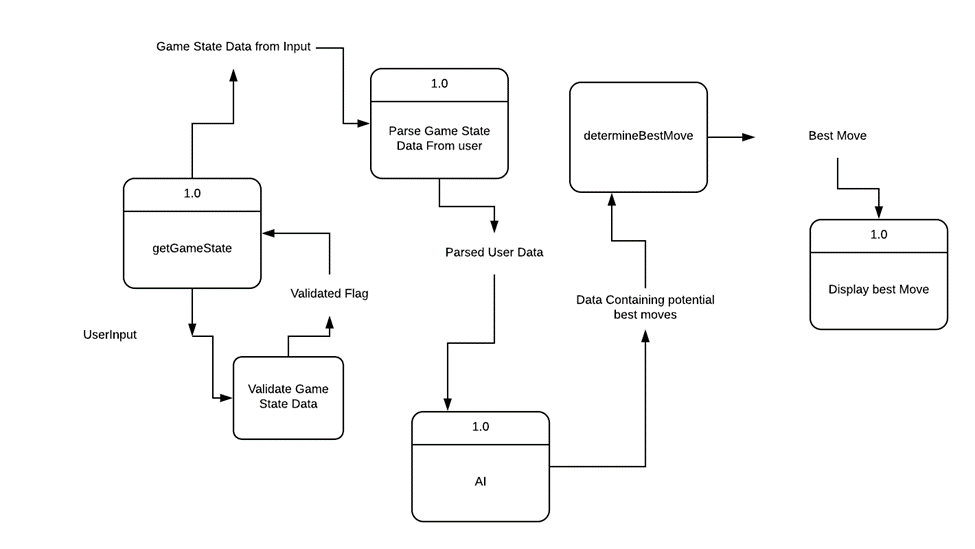 Game State Data from Input
1.0
Parse Game State
Data From user
determineBestMove
Best Move
1.0
getGameState
1.0
Display best Move
Parsed User Data
Validated Flag
Data Containing potential
best moves
UserInput
Validate Game
State Data
1.0
AI